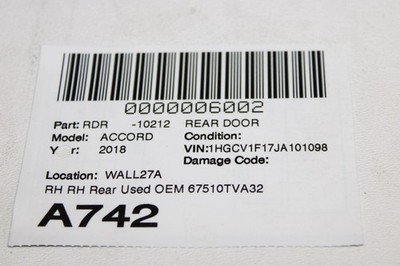 0000006002
Part: RDR -10212 REAR DOOR
Model: ACCORD Condition:
Y r: 2018 VIN:1HGCV1F17JA101098
Damage Code:
Location: WALL27A
RH RH Rear Used OEM 67510TVA32
A742